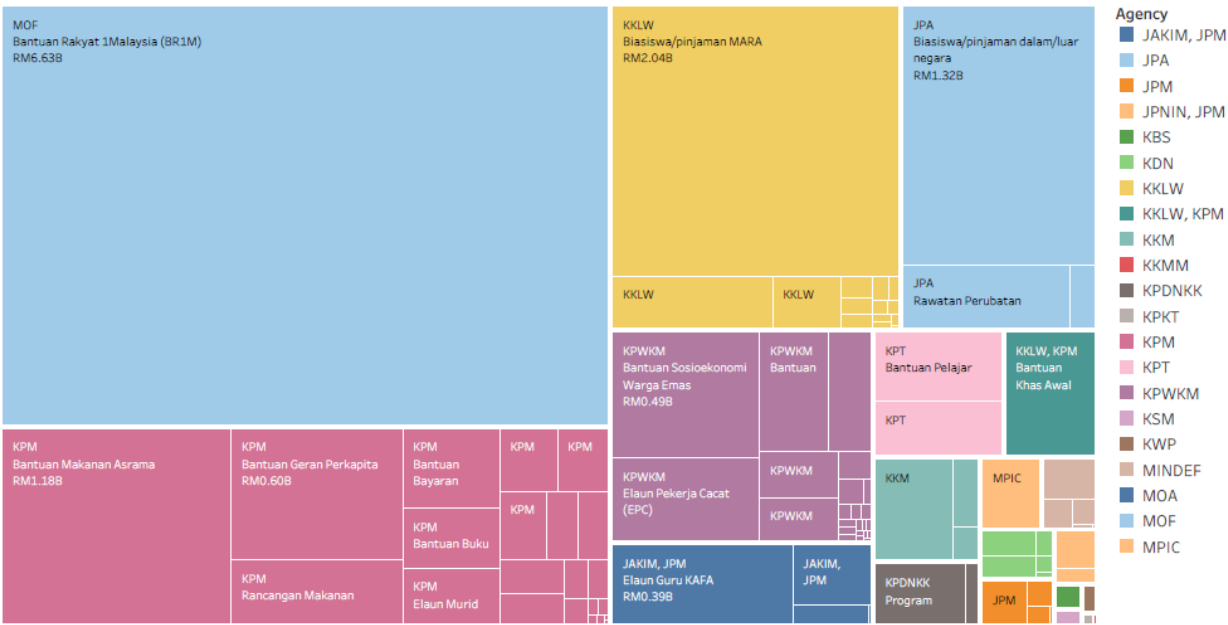 MOF
Bantuan Rakyat 1Malaysia (BR1M)
RM6.63B
KKLW
Biasiswa/pinjaman MARA
RM2.04B
JPA
Biasiswa/pinjaman dalam/luar
negara
RM1.32B
KKLW
KKLW
JPA
Rawatan Perubatan
KPM
Bantuan Makanan Asrama
RM1.18B
KPM
Bantuan Geran Perkapita
RM0.60B
KPM
Rancangan Makanan
KPM
Bantuan
Bayaran
KPM
Bantuan Buku
KPM
Elaun Murid
KPM
KPM
KPM
KPWKM
Bantuan Sosioekonomi
Warga Emas
RM0.49B
KPWKM
Bantuan
KPWKM
Elaun Pekerja Cacat
(EPC)
KPWKM
KPWKM
JAKIM, JPM
Elaun Guru KAFA
RM0.39B
JAKIM,
JPM
KPT
Bantuan Pelajar
KPT
KKLW, KPM
Bantuan
Khas Awal
KKM
MPIC
KPDNKK
Program
JPM
Agency
JAKIM, JPM
JPA
JPM
JPNIN, JPM
KBS
KDN
KKLW
KKLW, KPM
KKM
KKMM
KPDNKK
KPKT
KPM
KPT
KPWKM
KSM
KWP
MINDEF
MOA
MOF
MPIC